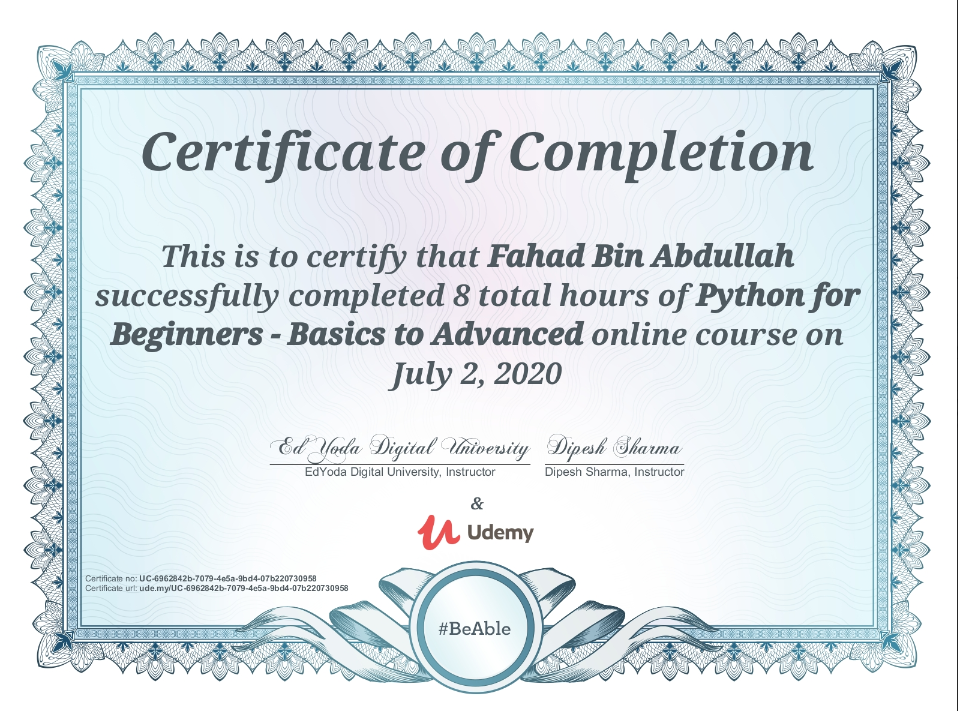 Certificate of Completion
This is to certify that Fahad Bin Abdullah
successfully completed 8 total hours of Python for
Beginners - Basics to Advanced online course on
July 2, 2020
Ed Yoda Digital University Dipesh Sharma
EdYoda Digital University, Instructor Dipesh Sharma, Instructor
&
Udemy
Certificate no: UC-6962842b-7079-4e5a-9bd4-07b220730958
Certificate url: ude.my/UC-6962842b-7079-4e5a-9bd4-07b220730958
#BeAble